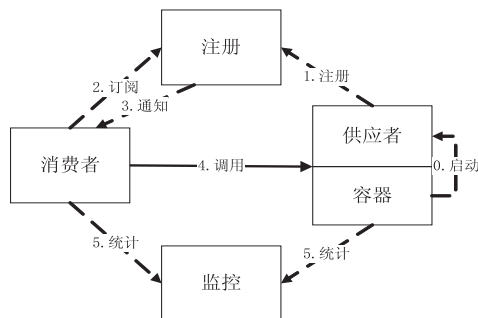 注册
2.订阅
1.注册
3.通知
供应者
消费者
4.调用
0.启动
容器
5.统计
5.统计
监控